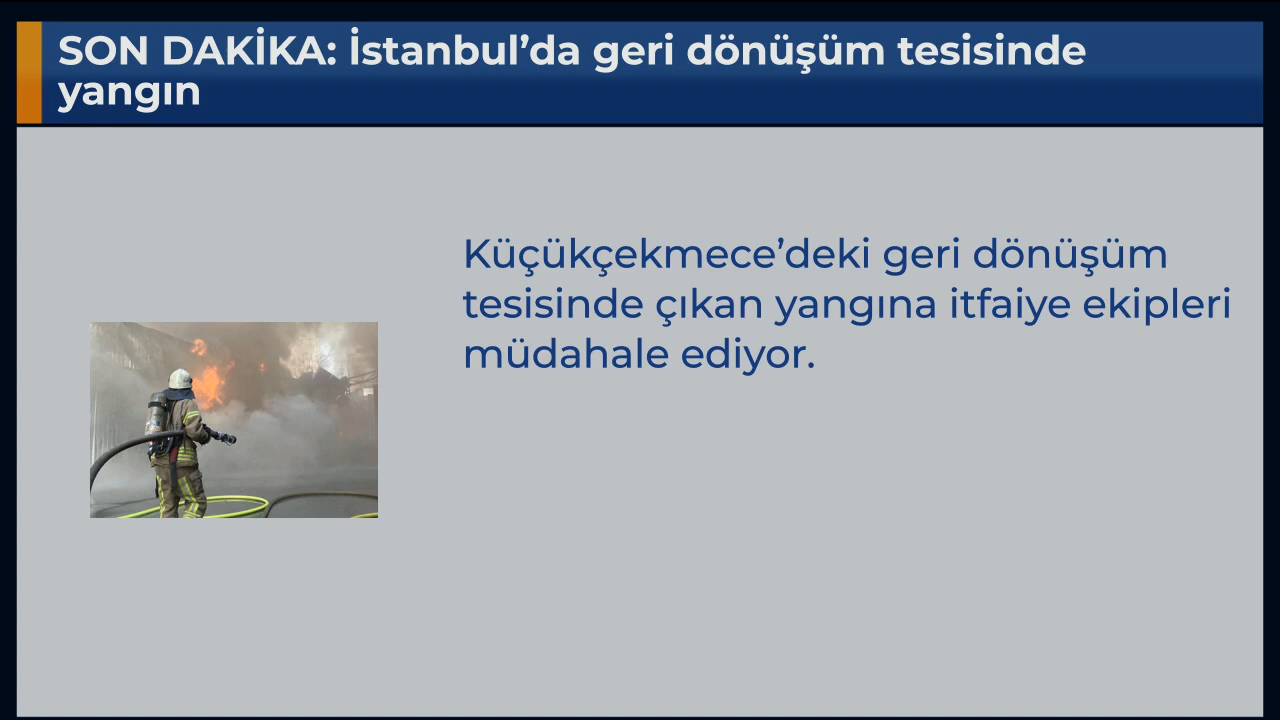 SON DAKİKA: İstanbul’da geri dönüşüm tesisinde
yangın
Küçükçekmece’deki geri dönüşüm
tesisinde çıkan yangına itfaiye ekipleri
müdahale ediyor.